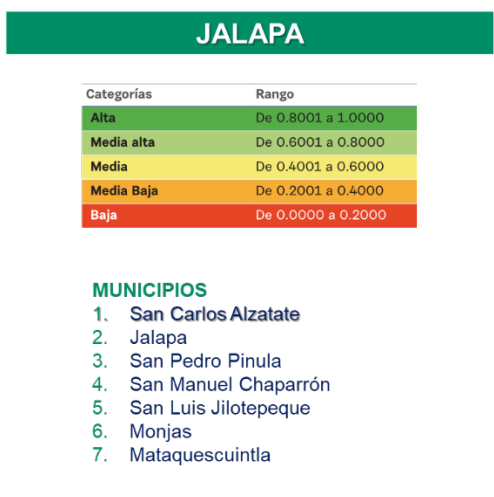 JALAPA
Categorías Rango
Alta De 0.8001 a 1.0000
Media alta De 0.6001 a 0.8000
Media De 0.4001 a 0.6000
Media Baja De 0.2001 a 0.4000
Baja De 0.0000 a 0.2000
MUNICIPIOS
1. San Carlos Alzatate
2. Jalapa
3. San Pedro Pinula
4. San Manuel Chaparrón
5. San Luis Jilotepeque
6. Monjas
7. Mataquescuintla